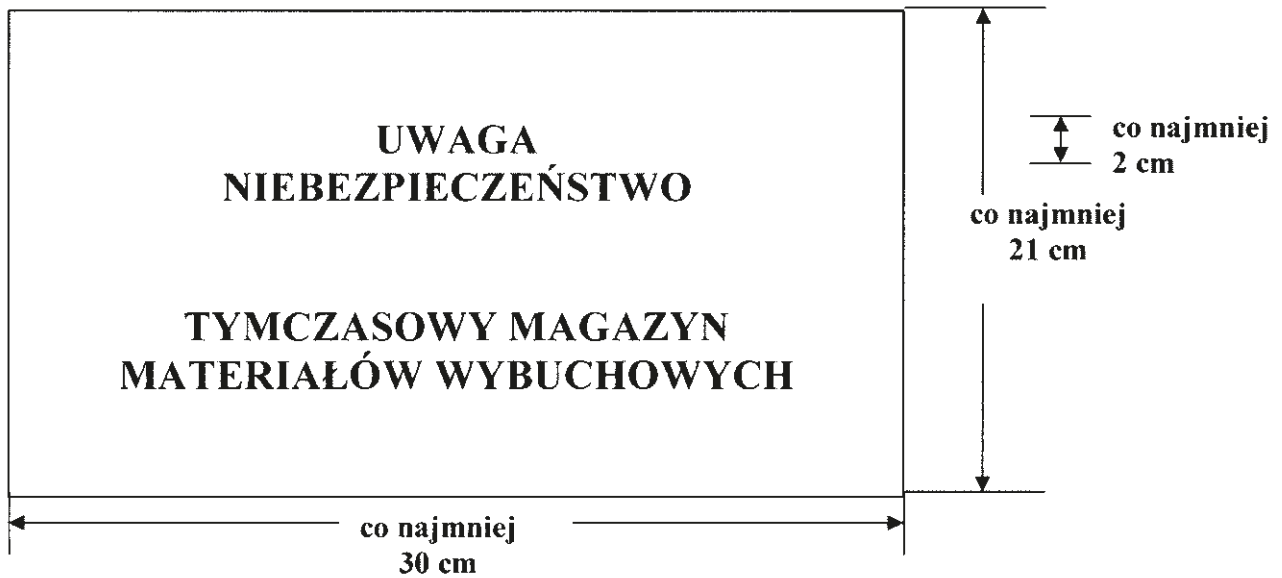 UWAGA
NIEBEZPIECZEŃSTWO
TYMCZASOWY MAGAZYN
MATERIAŁÓW WYBUCHOWYCH
co najmniej
2 cm
co najmniej
21 cm
co najmniej
30 cm